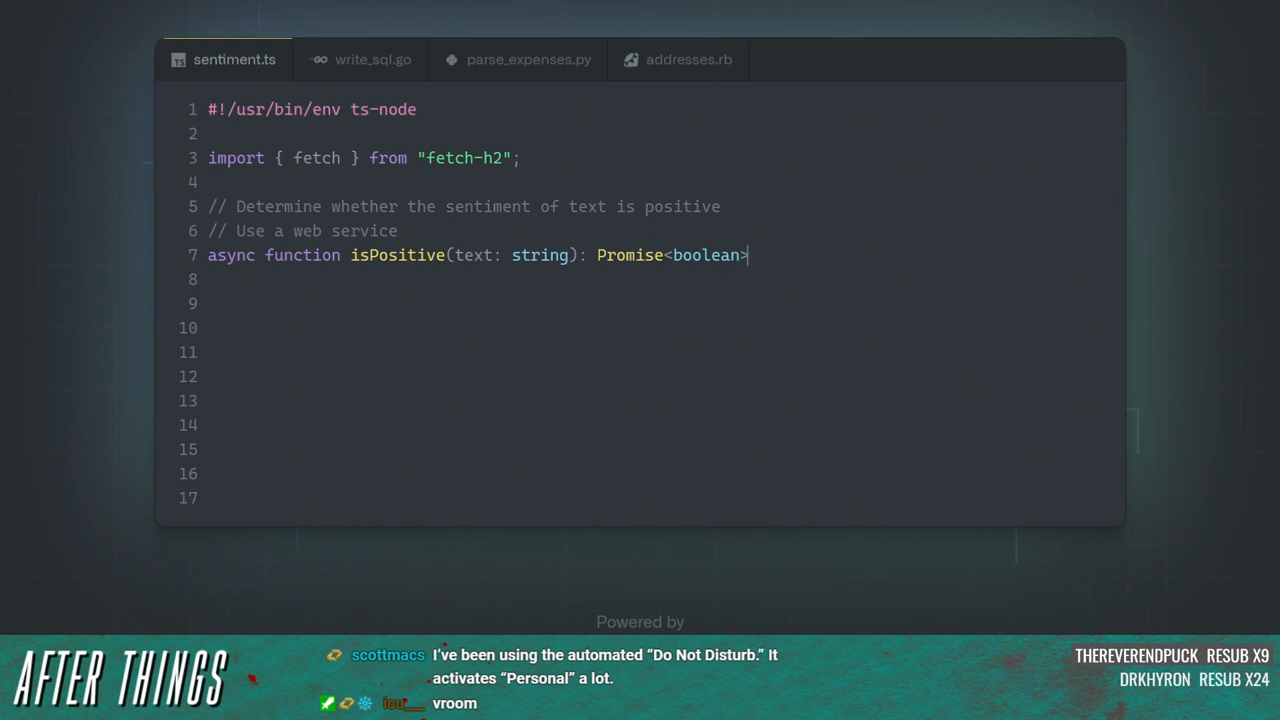 sentiment.ts
write_sql.go
parse_expenses.py
addresses.rb
1 #!/usr/bin/env ts-node
2
3 import { fetch } from "fetch-h2";
4
5 // Determine whether the sentiment of text is positive
6 // Use a web service
7 async function isPositive(text: string): Promise<boolean>
8
9
10
11
12
13
14
15
16
17
Powered by
AFTER THINGS
scottmacs I've been using the automated “Do Not Disturb.” It
activates “Personal” a lot.
icu___ vroom
THEREVERENDPUCK RESUB X9
DRKHYRON RESUB X24